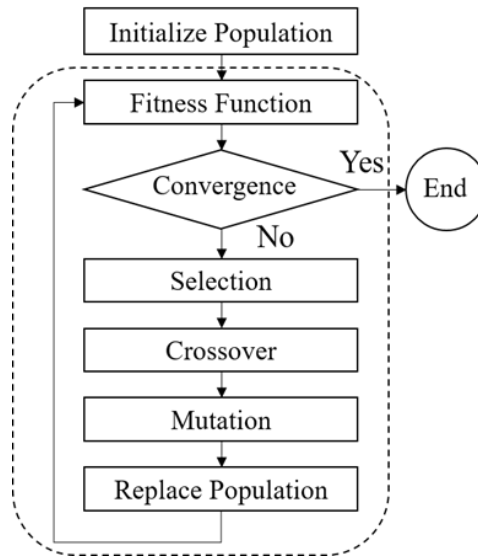 Initialize Population
Fitness Function
Yes
Convergence
End
No
Selection
Crossover
Mutation
Replace Population